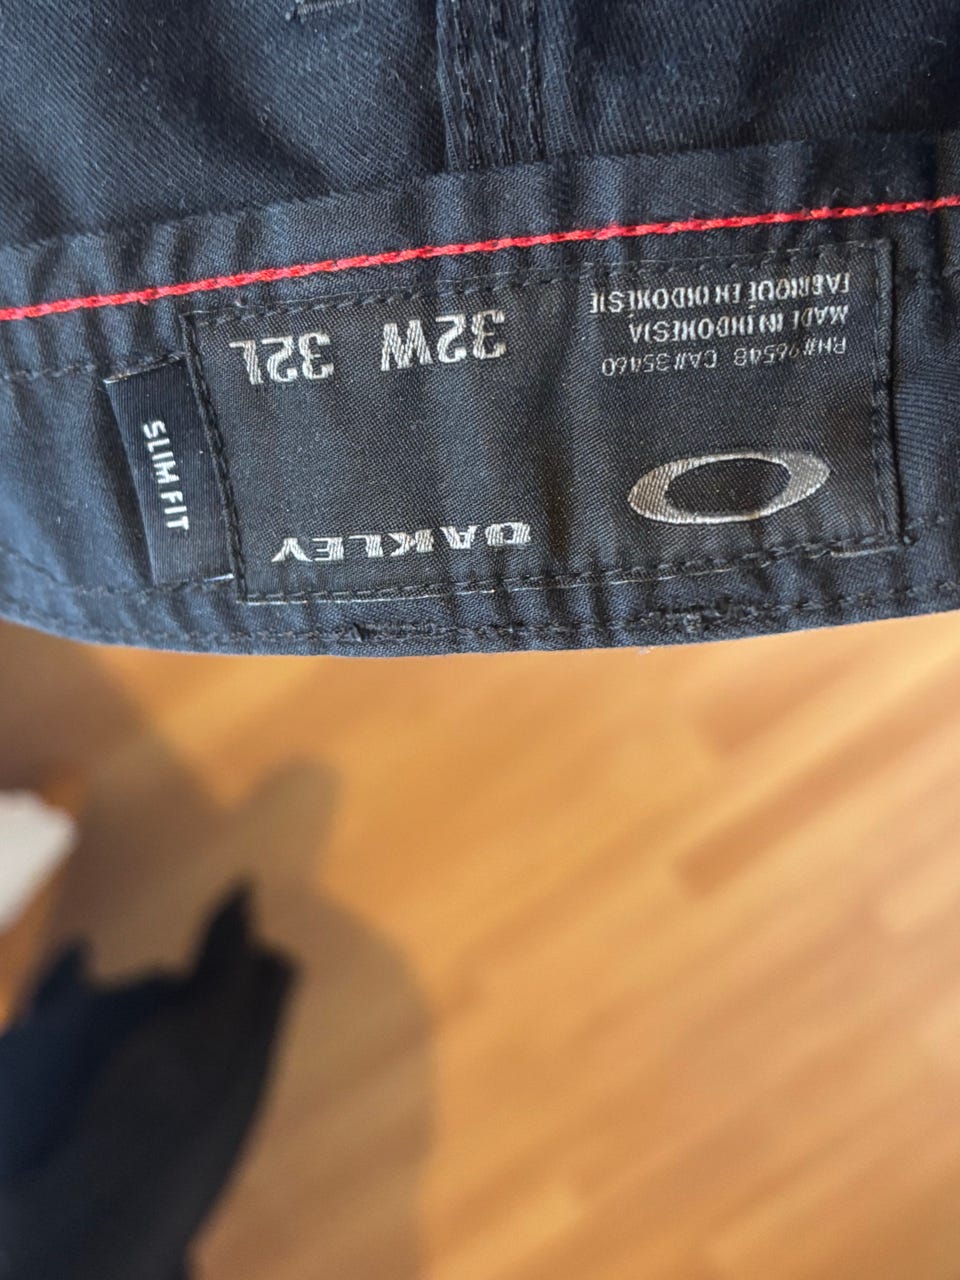 OAKLEY
32W 32L
RN#96548 CA#35460
MADE IN INDONESIA
FABRIQUÉ EN INDONÉSIE
SLIM FIT